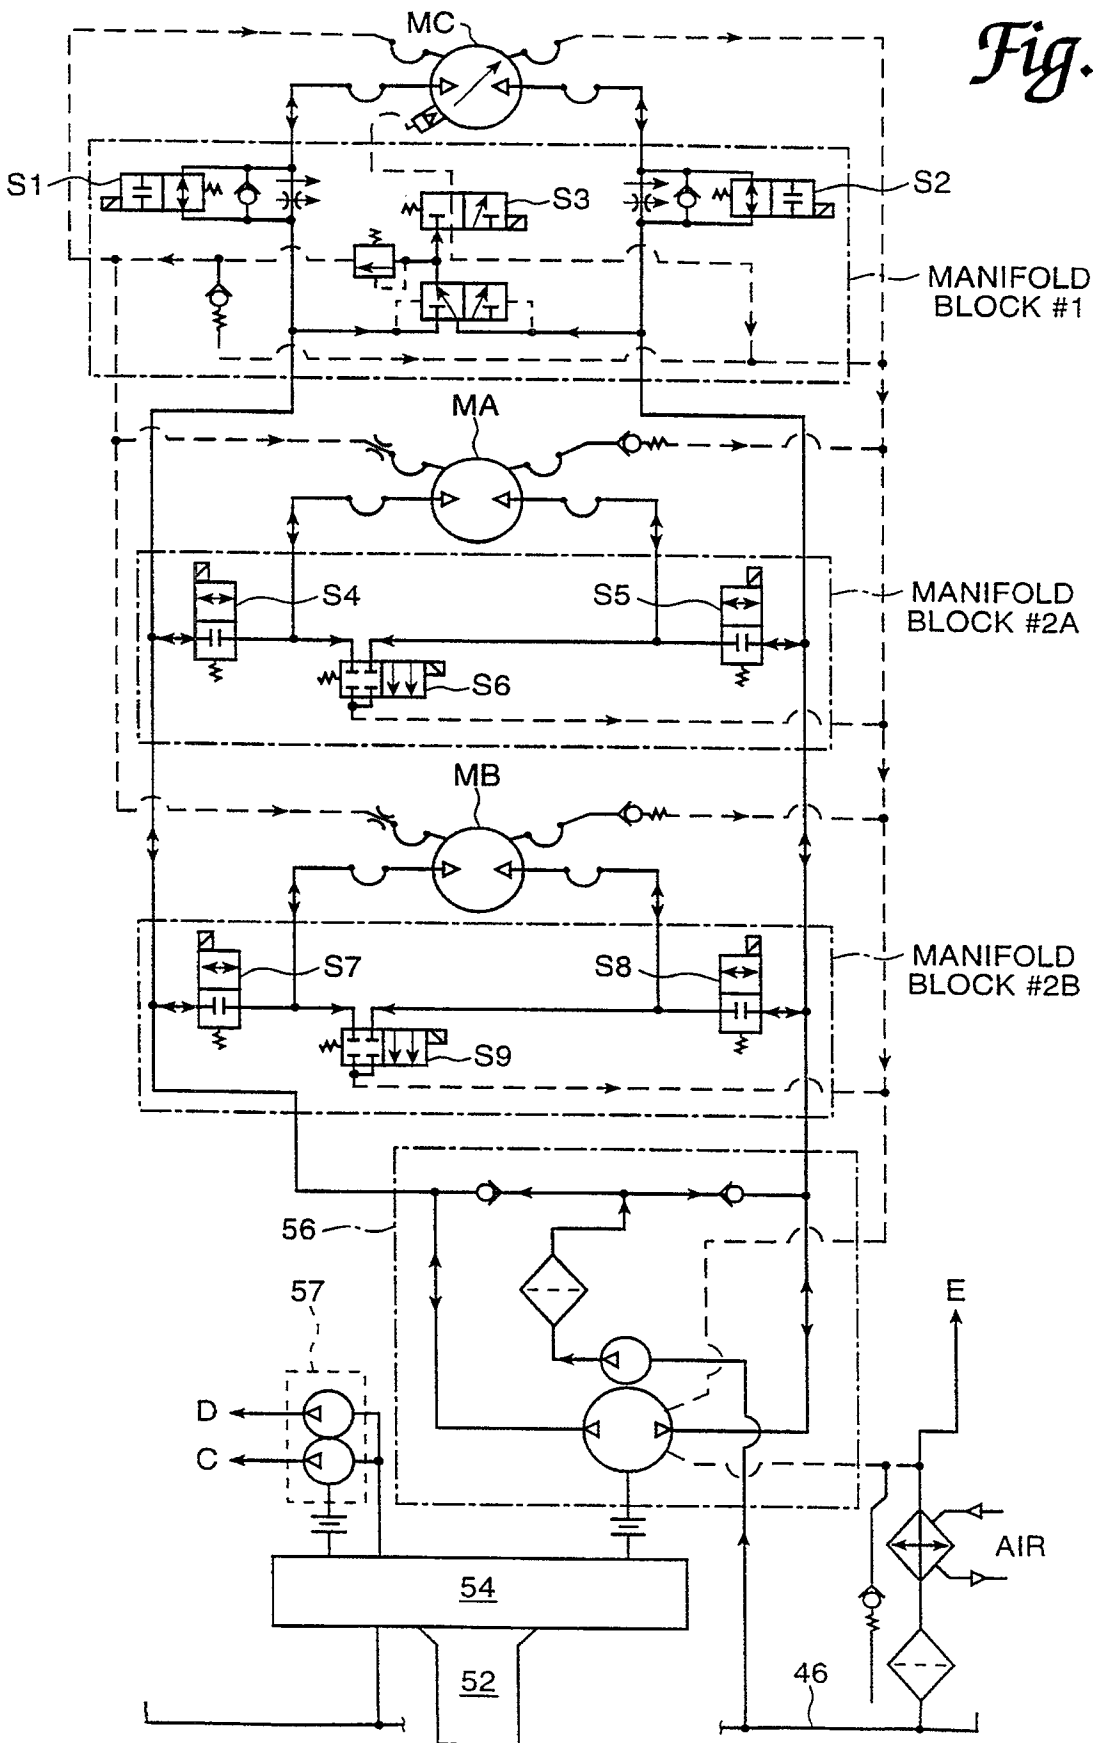 Fig.
MC
S1
S2
S3
MANIFOLD
BLOCK #1
MA
S4
S5
MANIFOLD
BLOCK #2A
S6
MB
S7
S8
MANIFOLD
BLOCK #2B
S9
56
57
E
D
C
AIR
54
52
46